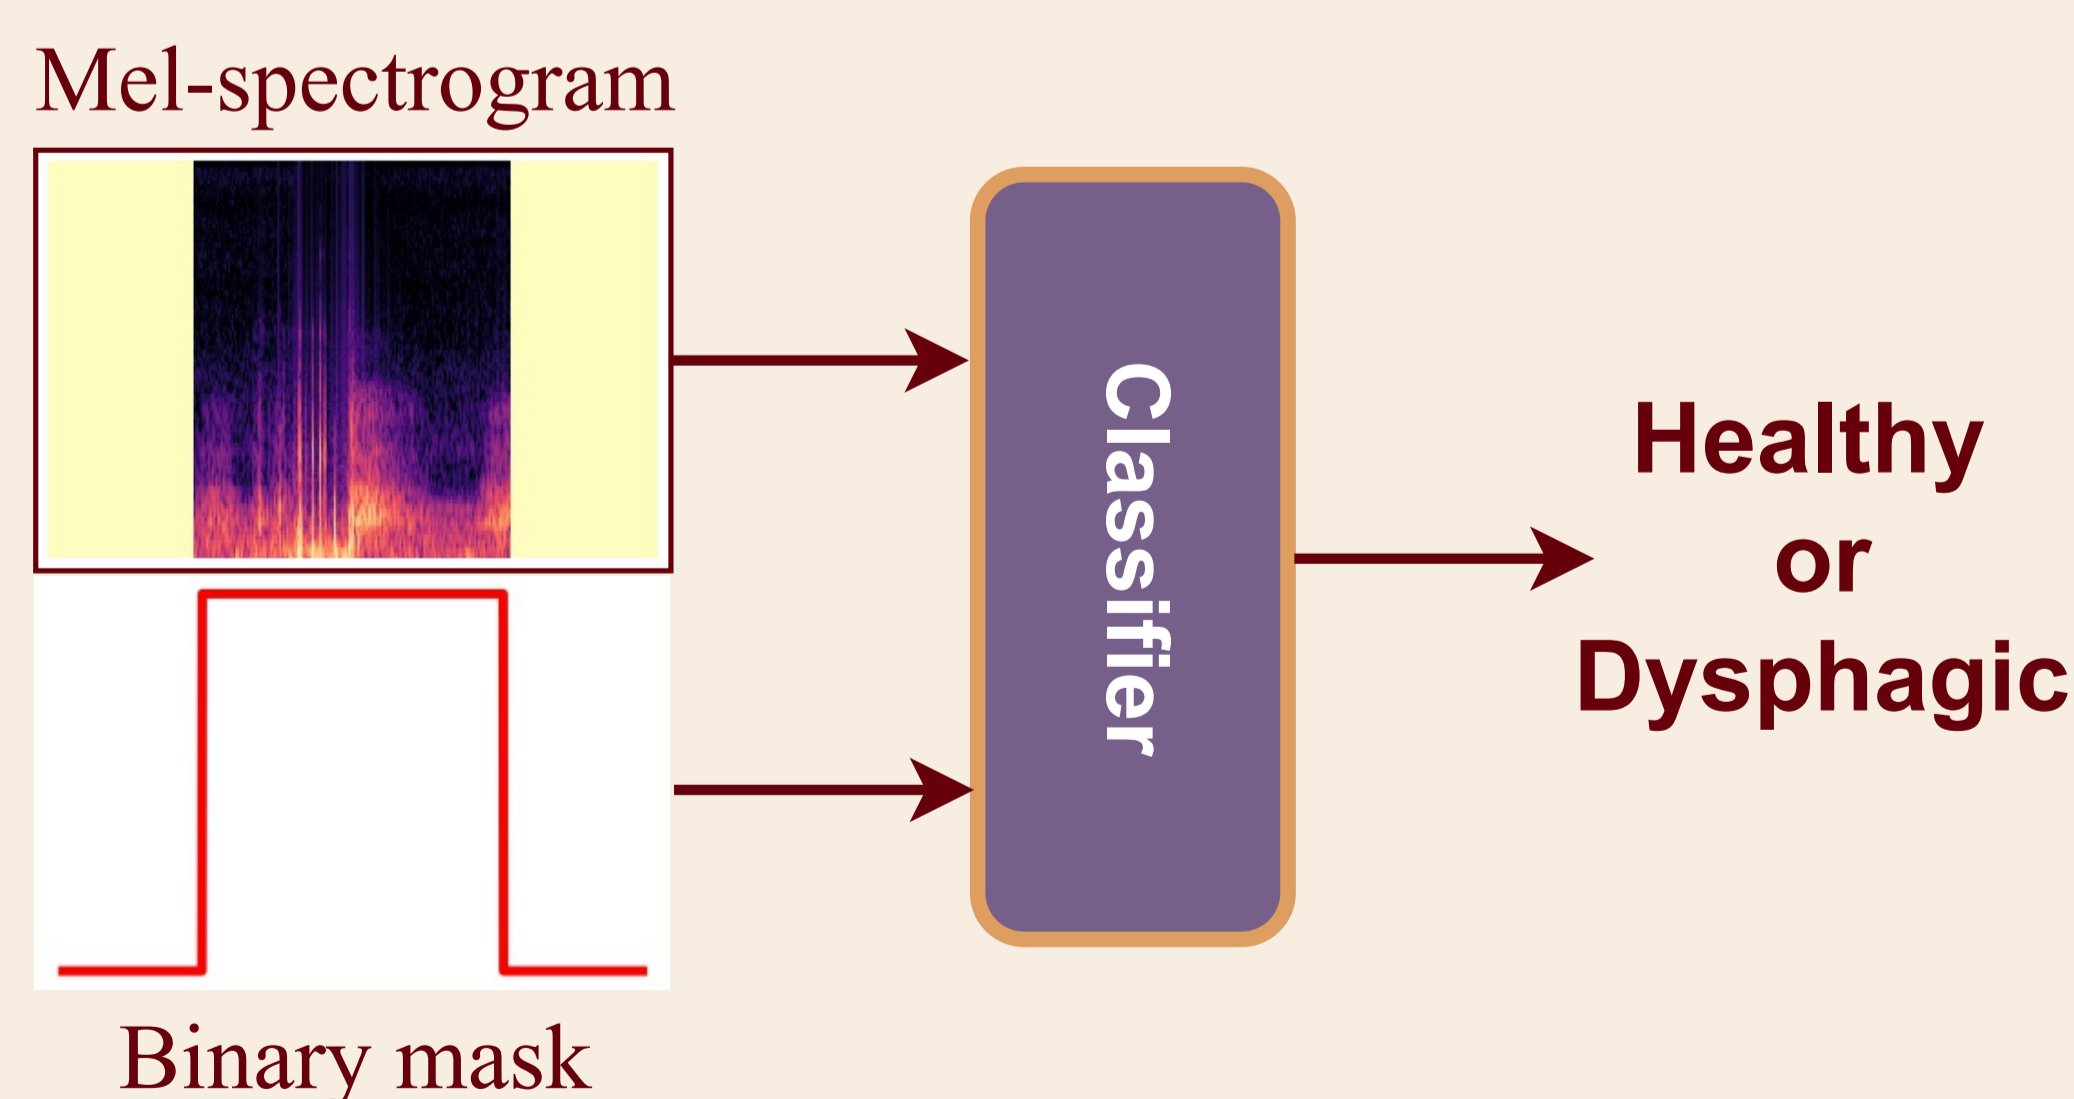 Mel-spectrogram
Classifier
Healthy
or
Dysphagic
Binary mask